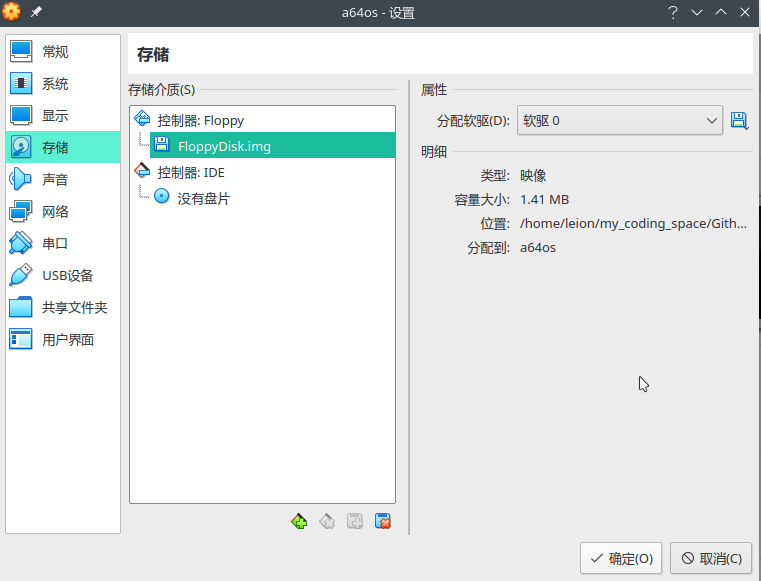 a64os - 设置
常规
系统
显示
存储
声音
网络
串口
USB设备
共享文件夹
用户界面
存储
存储介质(S)
控制器: Floppy
FloppyDisk.img
控制器: IDE
没有盘片
属性
分配软驱(D): 软驱 0
明细
类型: 映像
容量大小: 1.41 MB
位置: /home/leion/my_coding_space/Gith...
分配到: a64os
确定(O) 取消(C)